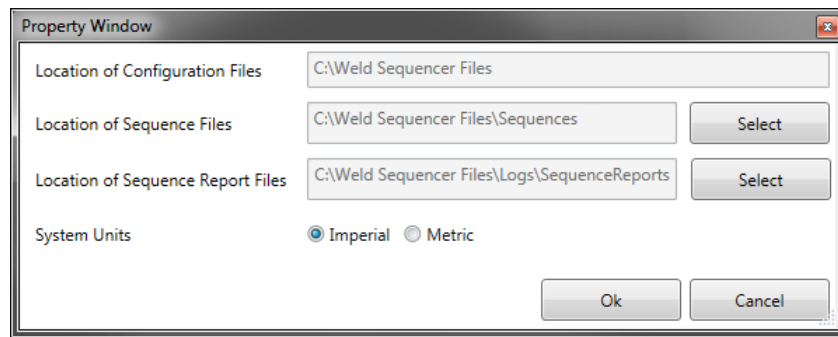 Property Window
Location of Configuration Files C:\Weld Sequencer Files
Location of Sequence Files C:\Weld Sequencer Files\Sequences Select
Location of Sequence Report Files C:\Weld Sequencer Files\Logs\SequenceReports Select
System Units Imperial Metric
Ok Cancel